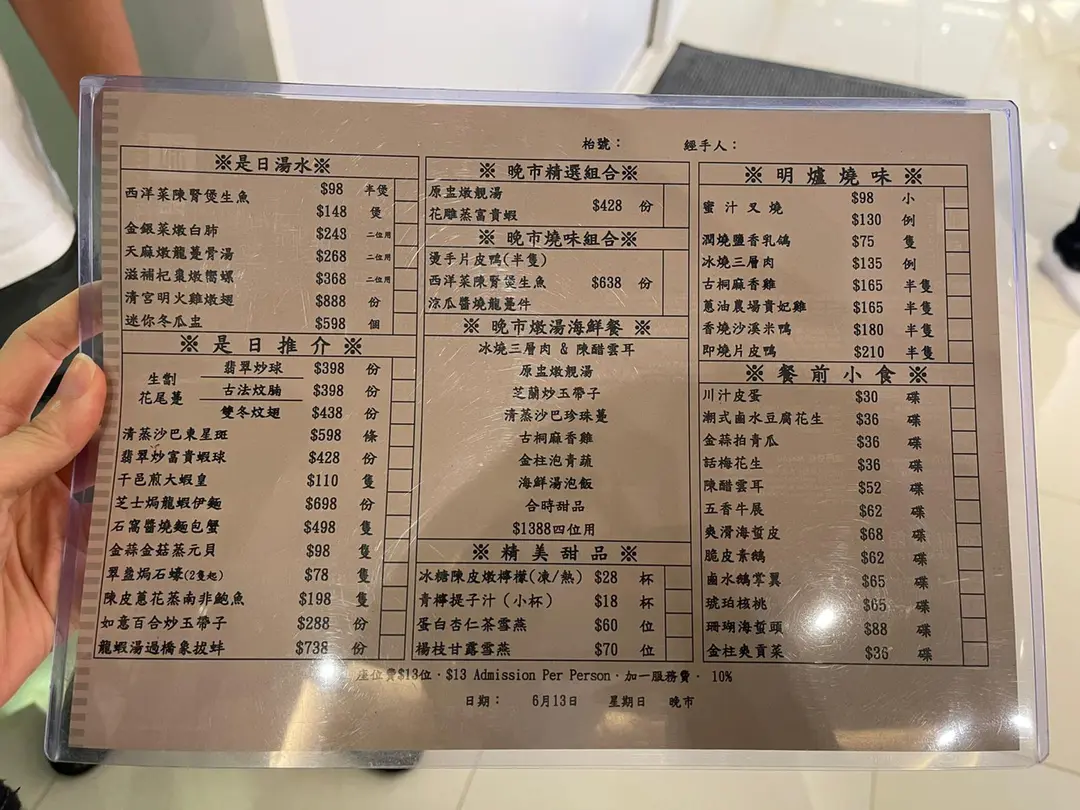 枱號： 經手人：
※是日湯水※
西洋菜陳腎煲生魚 $98 半煲
$148 煲
金銀菜燉白肺 $248 二位用
天麻燉龍躉骨湯 $268 二位用
滋補杞棗燉響螺 $368 二位用
清宮明火雞燉翅 $888 份
迷你冬瓜盅 $598 個
※ 是日推介 ※
生劏花尾躉
翡翠炒球 $398 份
古法炆腩 $398 份
雙冬炆翅 $438 份
清蒸沙巴東星斑 $598 條
翡翠炒富貴蝦球 $428 份
干邑煎大蝦皇 $110 隻
芝士焗龍蝦伊麵 $698 份
石窩醬燒麵包蟹 $498 隻
金蒜金菇蒸元貝 $98 隻
焗石蠔(2隻起) $78 隻
陳皮蔥花蒸南非鮑魚 $198 隻
如意百合炒玉帶子 $288 份
龍蝦湯過橋象拔蚌 $738 份
※ 晚市精選組合※
原盅燉靚湯
花雕蒸富貴蝦
$428 份
※ 晚市燒味組合※
燙手片皮鴨(半隻)
西洋菜陳腎煲生魚 $638 份
涼瓜醬燒龍躉件
※ 晚市燉湯海鮮餐 ※
冰燒三層肉 & 陳醋雲耳
原盅燉靚湯
芝蘭炒玉帶子
清蒸沙巴珍珠躉
古桐麻香雞
金柱泡青蔬
海鮮湯泡飯
合時甜品
$1388四位用
※ 精美甜品 ※
冰糖陳皮燉檸檬(凍/熱) $28 杯
青檸提子汁（小杯） $18 杯
蛋白杏仁茶雪燕 $60 位
楊枝甘露雪燕 $70 位
※ 明爐燒味 ※
蜜汁叉燒 $98 小
$130 例
潤燒鹽香乳鴿 $75 隻
冰燒三層肉 $135 例
古桐麻香雞 $165 半隻
蔥油農場貴妃雞 $165 半隻
香燒沙溪米鴨 $180 半隻
即燒片皮鴨 $210 半隻
※ 餐前小食 ※
川汁皮蛋 $30 碟
潮式鹵水豆腐花生 $36 碟
金蒜拍青瓜 $36 碟
話梅花生 $36 碟
陳醋雲耳 $52 碟
五香牛展 $62 碟
爽滑海蜇皮 $68 碟
脆皮素鵝 $62 碟
鹵水鵝掌翼 $65 碟
琥珀核桃 $65 碟
珊瑚海蜇頭 $88 碟
金柱爽貢菜 $36 碟
座位費$13位．$13 Admission Per Person．加一服務費． 10%
日期： 6月13日 星期日 晚市